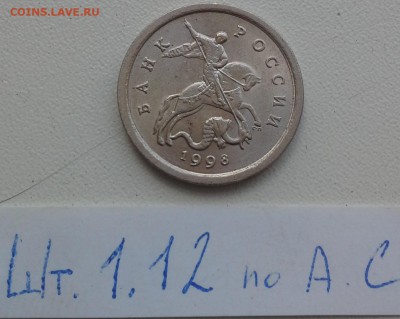 COINS.LAVE.RU
БАНК РОССИИ
1998
Шт. 1.12 по А.С